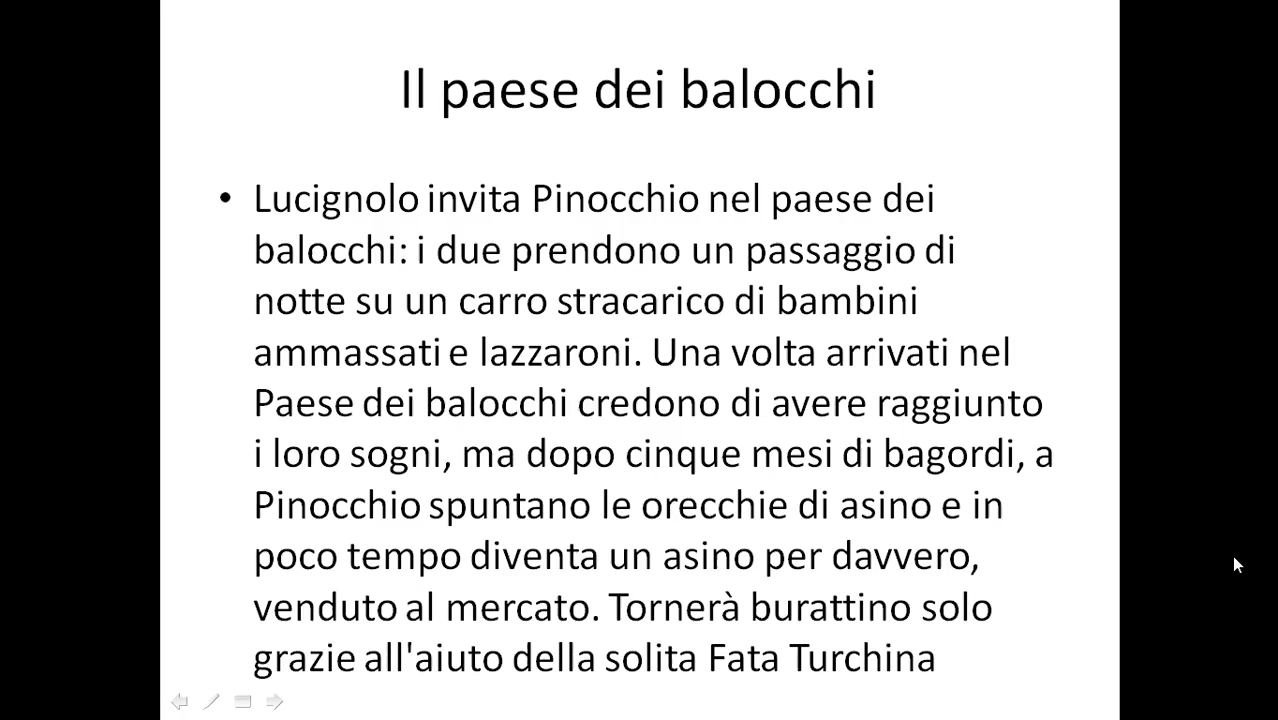 Il paese dei balocchi
• Lucignolo invita Pinocchio nel paese dei
balocchi: i due prendono un passaggio di
notte su un carro stracarico di bambini
ammassati e lazzaroni. Una volta arrivati nel
Paese dei balocchi credono di avere raggiunto
i loro sogni, ma dopo cinque mesi di bagordi, a
Pinocchio spuntano le orecchie di asino e in
poco tempo diventa un asino per davvero,
venduto al mercato. Tornerà burattino solo
grazie all'aiuto della solita Fata Turchina